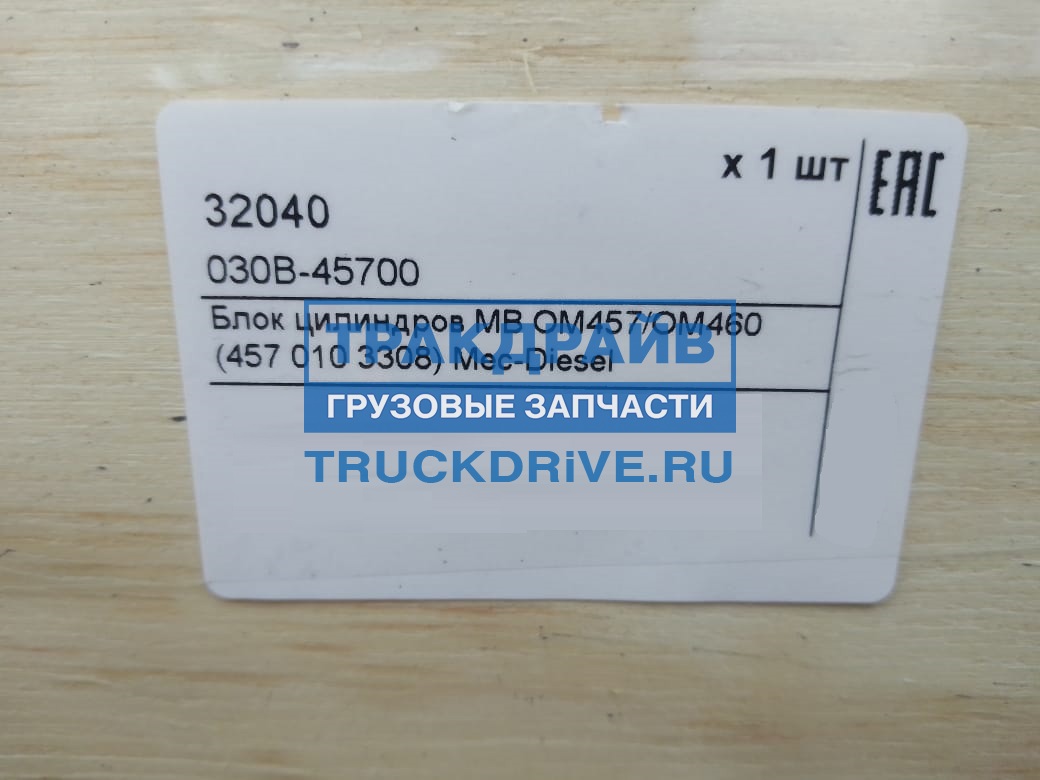 x 1 шт
EAC
32040
030B-45700
Блок цилиндров MB OM457/OM460
(457 010 3308) Mec-Diesel
ТРАКДРАЙВ
ГРУЗОВЫЕ ЗАПЧАСТИ
TRUCKDRiVE.RU